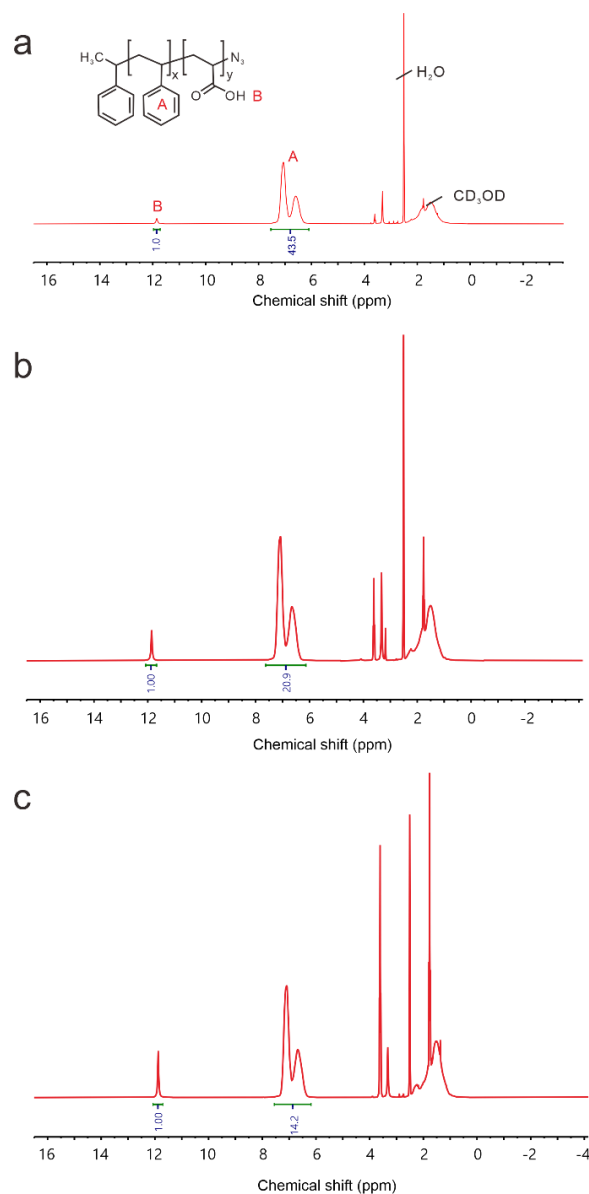 a
H₃C
x
y
N₃
A
O
OH B
H₂O
A
CD₃OD
B
1.0
43.5
16 14 12 10 8 6 4 2 0 -2
Chemical shift (ppm)
b
1.00
20.9
16 14 12 10 8 6 4 2 0 -2
Chemical shift (ppm)
c
1.00
14.2
16 14 12 10 8 6 4 2 0 -2 -4
Chemical shift (ppm)